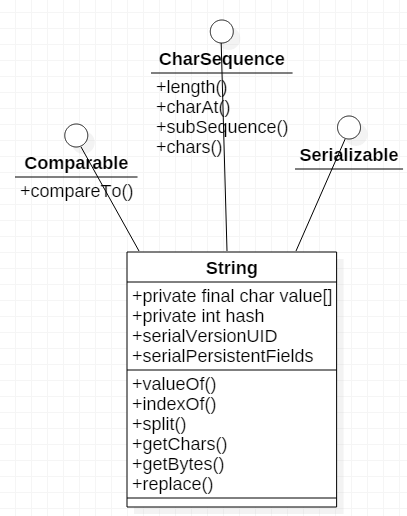 CharSequence
+length()
+charAt()
+subSequence()
+chars()
Comparable
+compareTo()
Serializable
String
+private final char value[]
+private int hash
+serialVersionUID
+serialPersistentFields
+valueOf()
+indexOf()
+split()
+getChars()
+getBytes()
+replace()